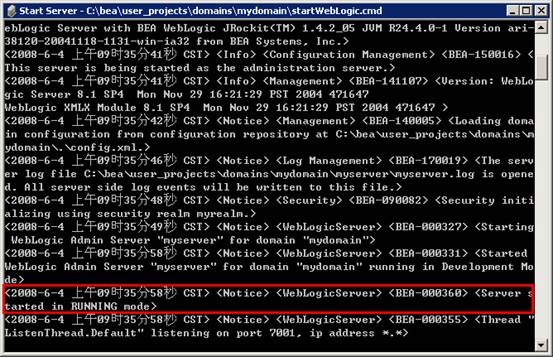 Start Server - C:\bea\user_projects\domains\mydomain\startWebLogic.cmd
ebLogic Server with BEA WebLogic JRockit(TM) 1.4.2_05 JVM R24.4.0-1 Version ari-
38120-20041118-1131-win-ia32 from BEA Systems, Inc.>
<2008-6-4 上午09时35分41秒 CST> <Info> <Configuration Management> <BEA-150016> <
This server is being started as the administration server.>
<2008-6-4 上午09时35分41秒 CST> <Info> <Management> <BEA-141107> <Version: WebLo
gic Server 8.1 SP4  Mon Nov 29 16:21:29 PST 2004 471647
WebLogic XMLX Module 8.1 SP4  Mon Nov 29 16:21:29 PST 2004 471647 >
<2008-6-4 上午09时35分42秒 CST> <Notice> <Management> <BEA-140005> <Loading doma
in configuration from configuration repository at C:\bea\user_projects\domains\m
ydomain\.\config.xml.>
<2008-6-4 上午09时35分46秒 CST> <Notice> <Log Management> <BEA-170019> <The serv
er log file C:\bea\user_projects\domains\mydomain\myserver\myserver.log is opene
d. All server side log events will be written to this file.>
<2008-6-4 上午09时35分48秒 CST> <Notice> <Security> <BEA-090082> <Security initi
alizing using security realm myrealm.>
<2008-6-4 上午09时35分49秒 CST> <Notice> <WebLogicServer> <BEA-000327> <Starting
 WebLogic Admin Server "myserver" for domain "mydomain">
<2008-6-4 上午09时35分58秒 CST> <Notice> <WebLogicServer> <BEA-000331> <Started
WebLogic Admin Server "myserver" for domain "mydomain" running in Development Mo
de>
<2008-6-4 上午09时35分58秒 CST> <Notice> <WebLogicServer> <BEA-000360> <Server s
tarted in RUNNING mode>
<2008-6-4 上午09时35分58秒 CST> <Notice> <WebLogicServer> <BEA-000355> <Thread "
ListenThread.Default" listening on port 7001, ip address *.*>